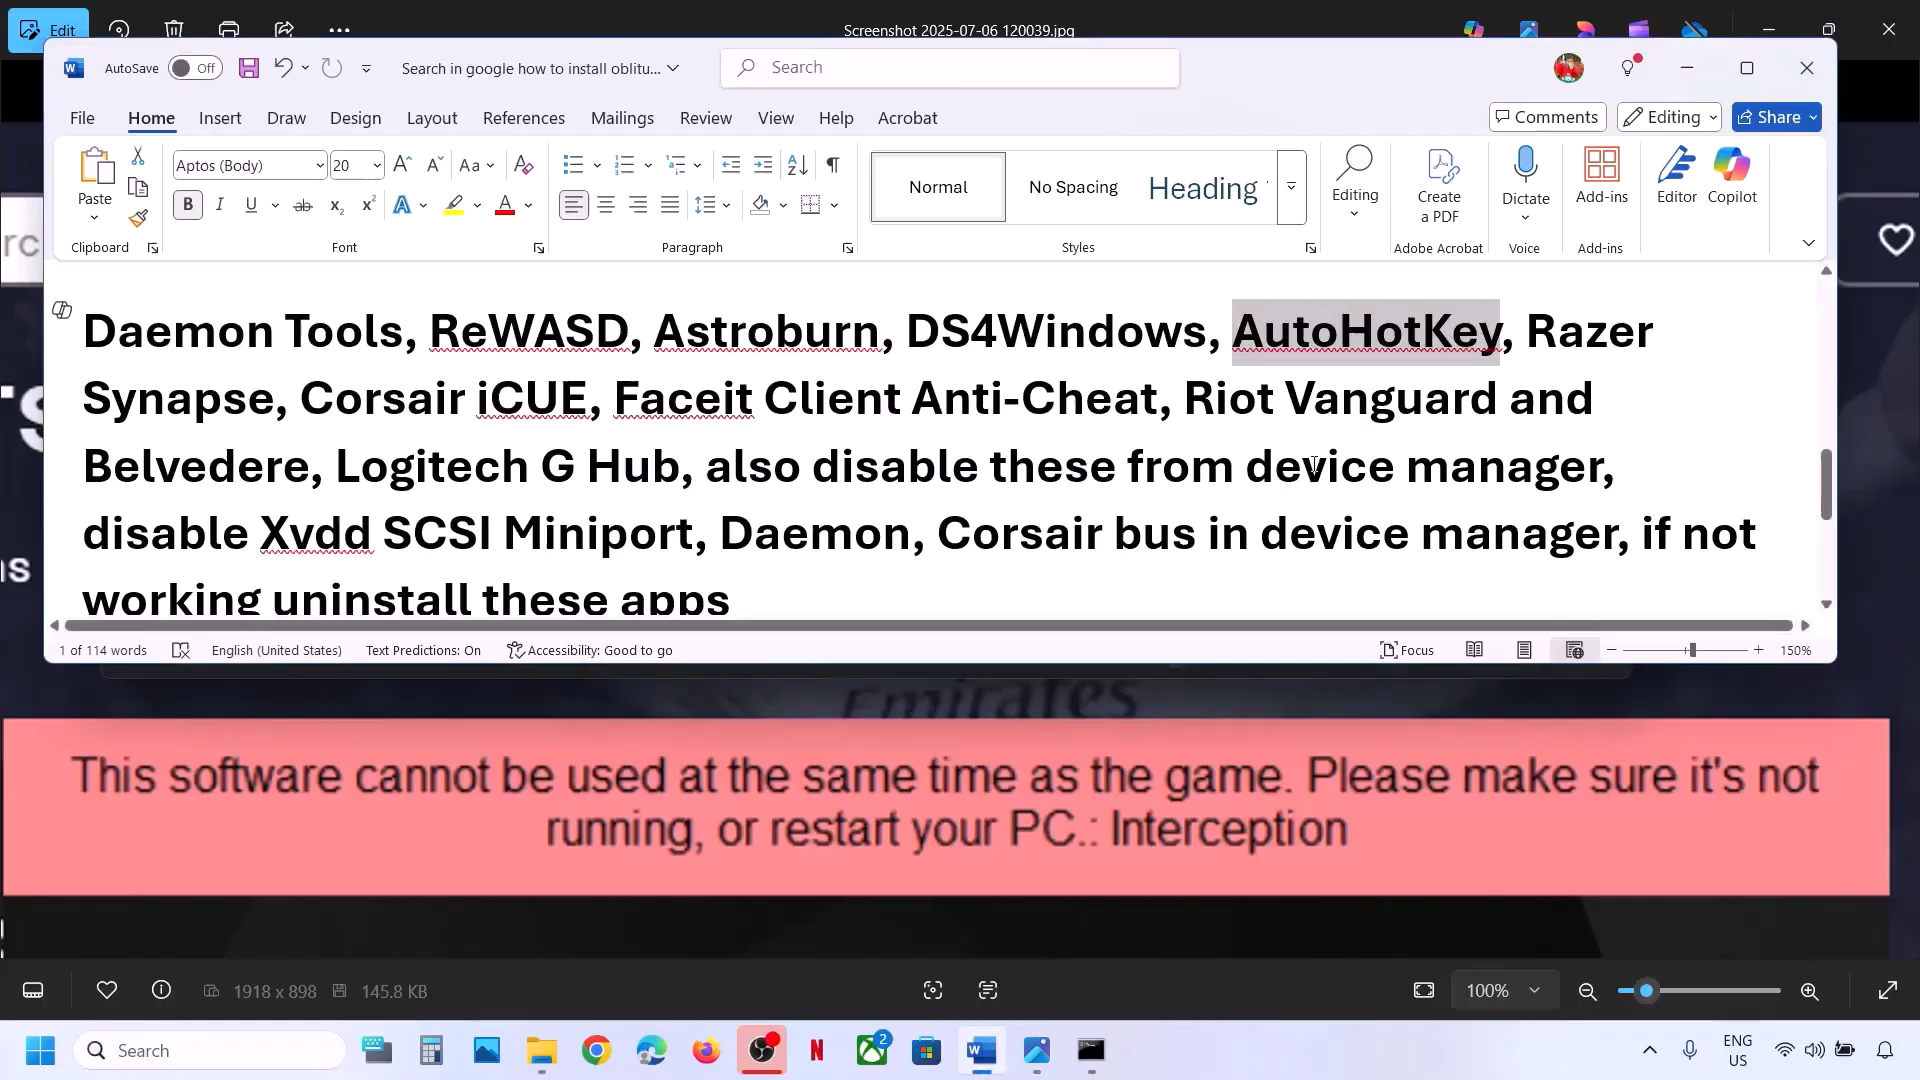 Edit
Screenshot 2025-07-06 120039.jpg
AutoSave Off
Search in google how to install oblitu...
Search
File Home Insert Draw Design Layout References Mailings Review View Help Acrobat
Comments Editing Share
Paste
Aptos (Body) 20
Normal No Spacing Heading
Editing
Create a PDF
Dictate
Add-ins
Editor
Copilot
Clipboard Font Paragraph Styles Adobe Acrobat Voice Add-ins
Daemon Tools, ReWASD, Astroburn, DS4Windows, AutoHotKey, Razer
Synapse, Corsair iCUE, Faceit Client Anti-Cheat, Riot Vanguard and
Belvedere, Logitech G Hub, also disable these from device manager,
disable Xvdd SCSI Miniport, Daemon, Corsair bus in device manager, if not
working uninstall these apps
1 of 114 words English (United States) Text Predictions: On Accessibility: Good to go Focus 150%
Emirates
This software cannot be used at the same time as the game. Please make sure it's not
running, or restart your PC.: Interception
1918 x 898 145.8 KB 100%
Search
2
ENG
US